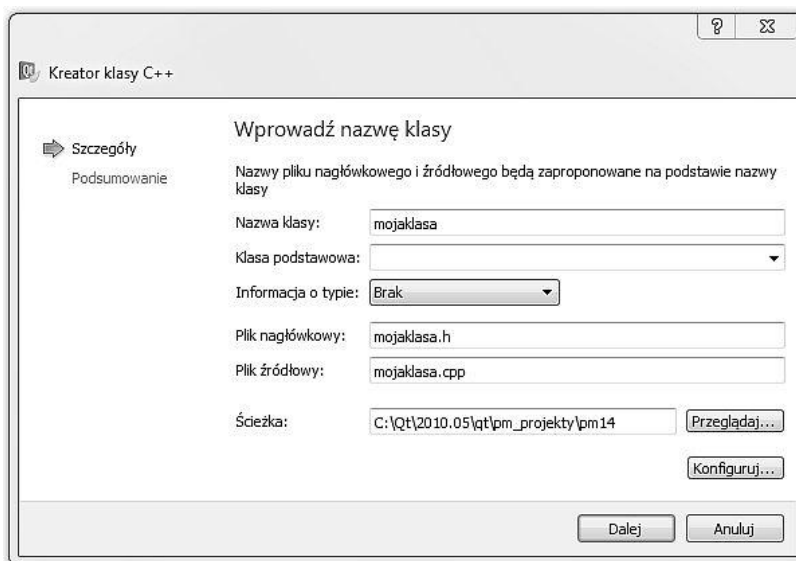 Kreator klasy C++
Szczegóły
Podsumowanie
Wprowadź nazwę klasy
Nazwy pliku nagłówkowego i źródłowego będą zaproponowane na podstawie nazwy
klasy
Nazwa klasy: mojaklasa
Klasa podstawowa:
Informacja o typie: Brak
Plik nagłówkowy: mojaklasa.h
Plik źródłowy: mojaklasa.cpp
Ścieżka: C:\Qt\2010.05\qt\pm_projekty\pm14 Przeglądaj...
Konfiguruj...
Dalej Anuluj